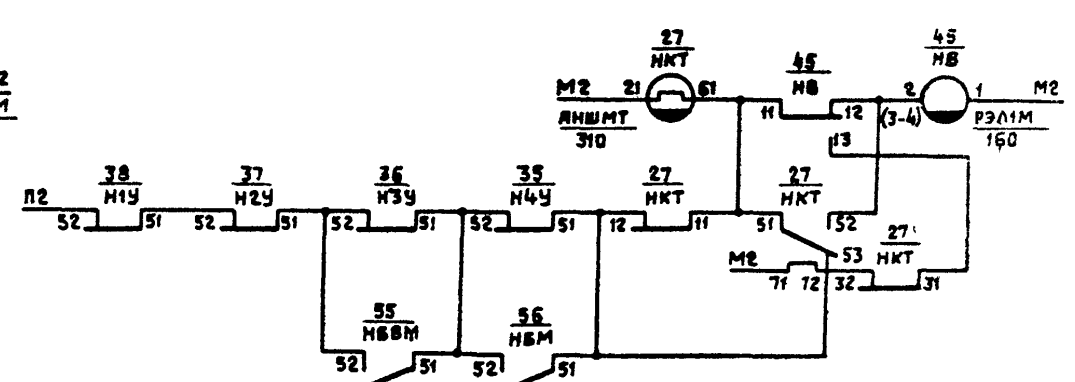 27
НКТ
45
НВ
45
НВ
М2 21 61 11 12 2 1 М2
АНШМТ
310
(3-4)
РЭЛ1М
160
13
38
Н1У
37
Н2У
36
Н3У
35
Н4У
27
НКТ
27
НКТ
П2 52 51 52 51 52 51 52 51 12 11 51 52
53
27
НКТ
М2 71 72 32 31
55
НБВМ
56
НБМ
52 51 52 51